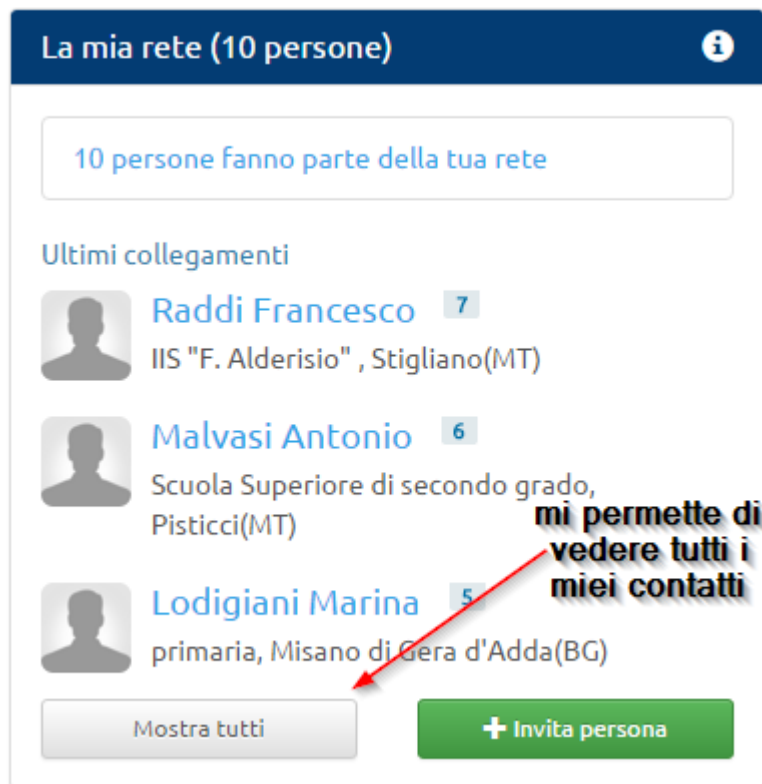 La mia rete (10 persone)
10 persone fanno parte della tua rete
Ultimi collegamenti
Raddi Francesco 7
IIS "F. Alderisio" , Stigliano(MT)
Malvasi Antonio 6
Scuola Superiore di secondo grado,
Pisticci(MT)
mi permette di
vedere tutti i
miei contatti
Lodigiani Marina 5
primaria, Misano di Gera d'Adda(BG)
Mostra tutti
Invita persona